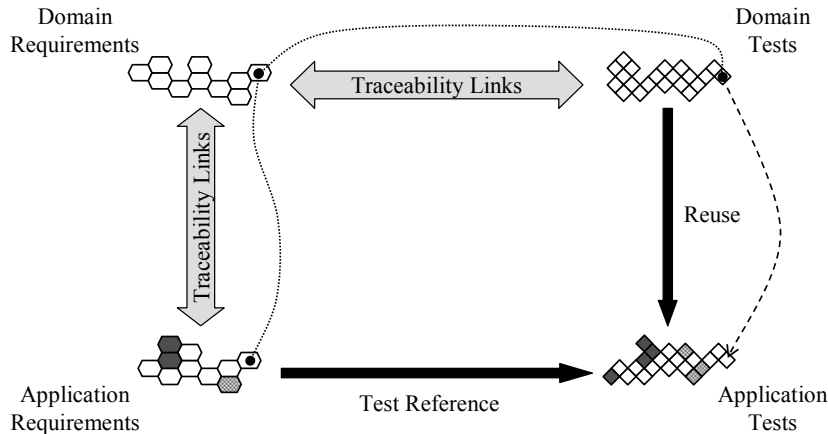 Domain
Requirements
Domain
Tests
Traceability Links
Traceability Links
Reuse
Application
Requirements
Test Reference
Application
Tests